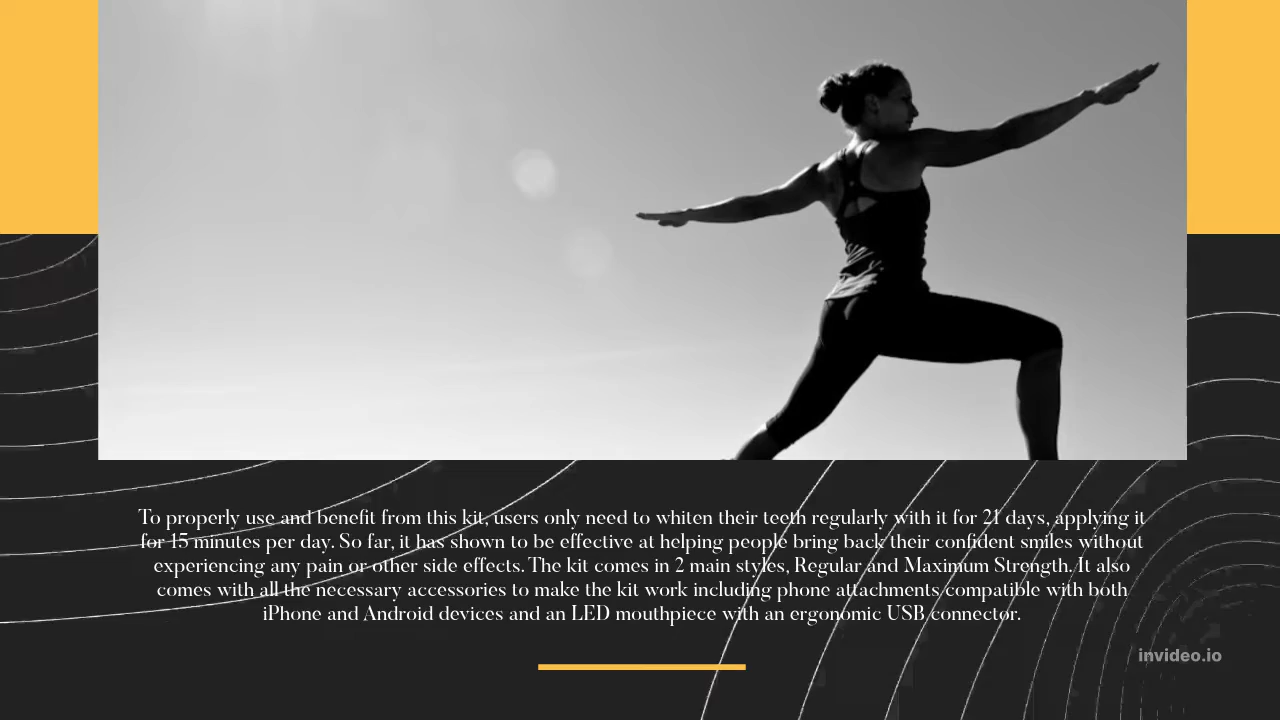 To properly use and benefit from this kit, users only need to whiten their teeth regularly with it for 21 days, applying it
for 15 minutes per day. So far, it has shown to be effective at helping people bring back their confident smiles without
experiencing any pain or other side effects. The kit comes in 2 main styles, Regular and Maximum Strength. It also
comes with all the necessary accessories to make the kit work including phone attachments compatible with both
iPhone and Android devices and an LED mouthpiece with an ergonomic USB connector.
invideo.io